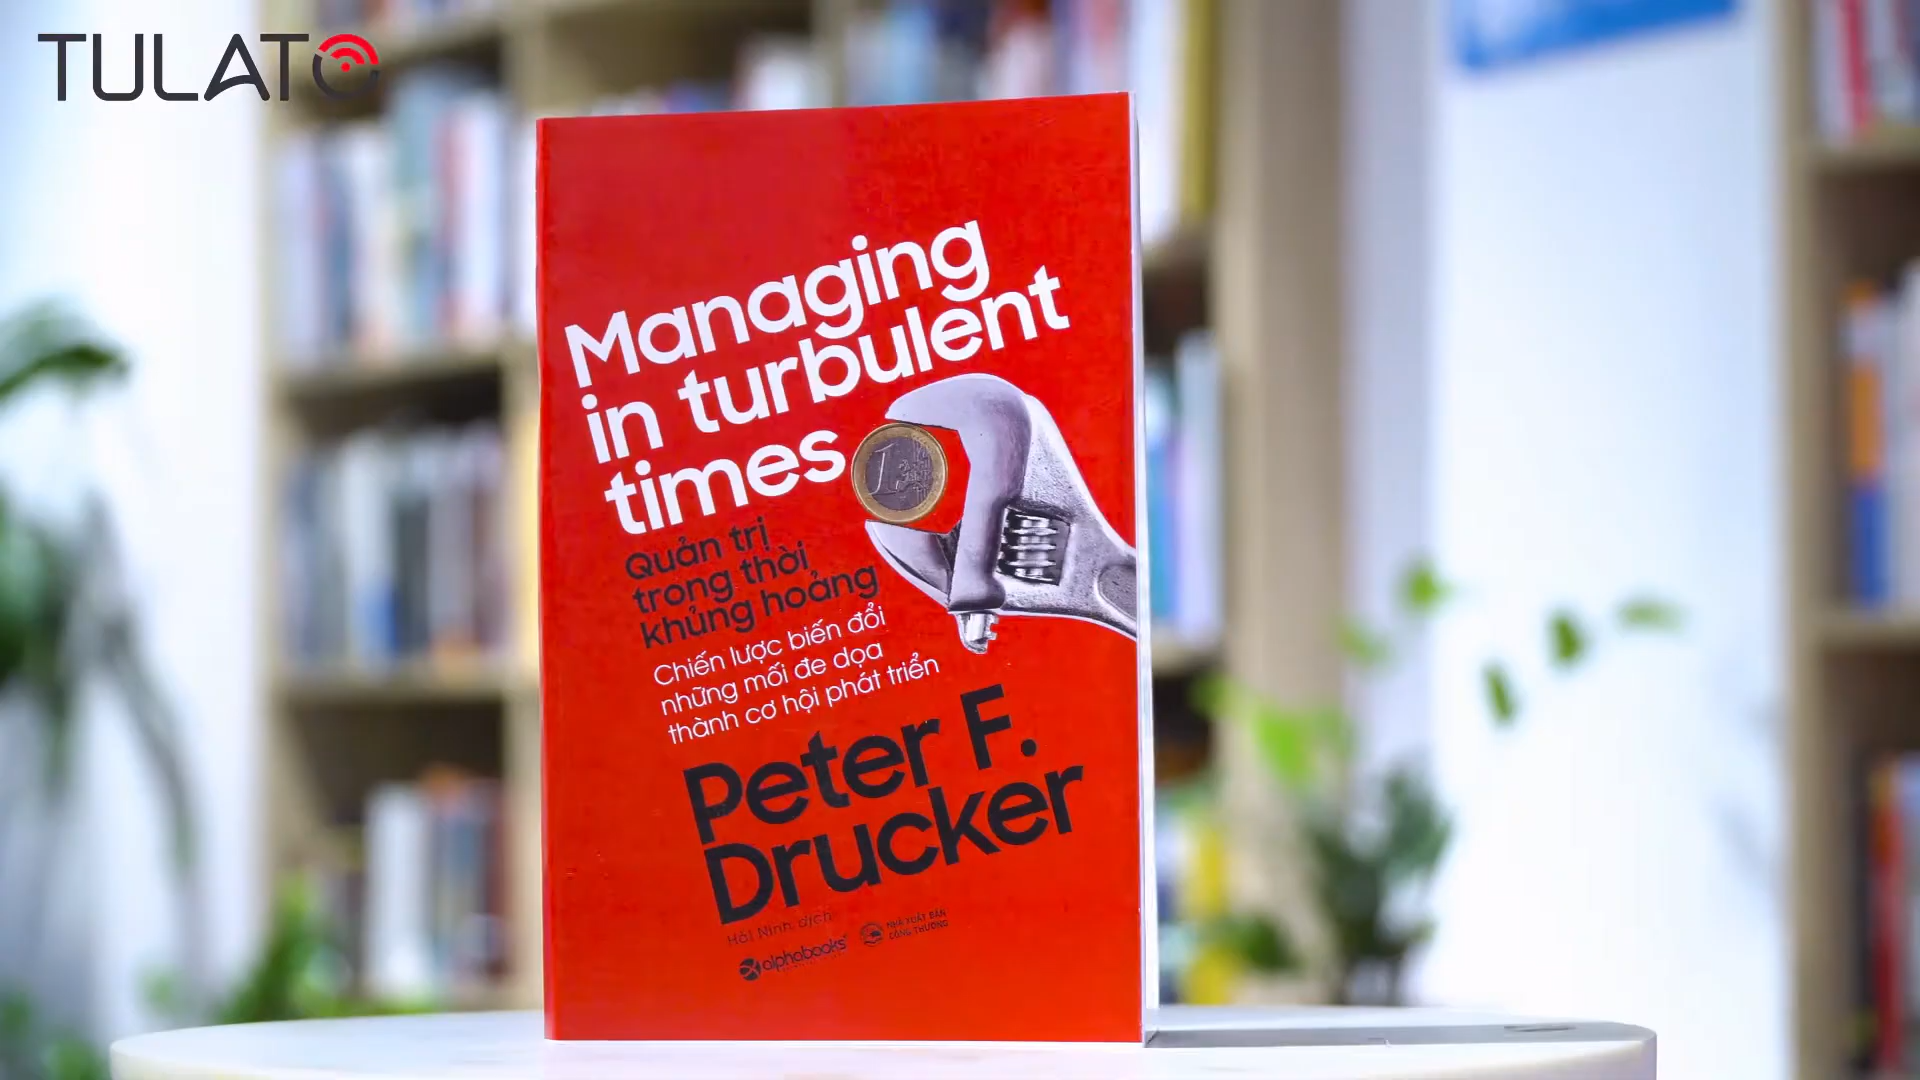 TULATO
Managing
in turbulent
times
Quản trị
trong thời
khủng hoảng
Chiến lược biến đổi
những mối đe dọa
thành cơ hội phát triển
Peter F.
Drucker
Hải Ninh dịch
alphabooks
NHÀ XUẤT BẢN
CÔNG THƯƠNG
1